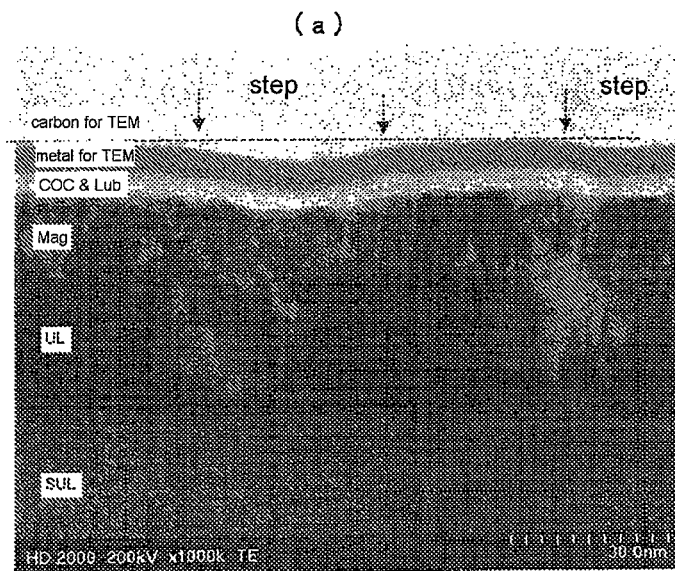 ( a )
step
step
carbon for TEM
metal for TEM
COC & Lub
Mag
UL
SUL
30.0nm
HD-2000 200kV x1000k TE